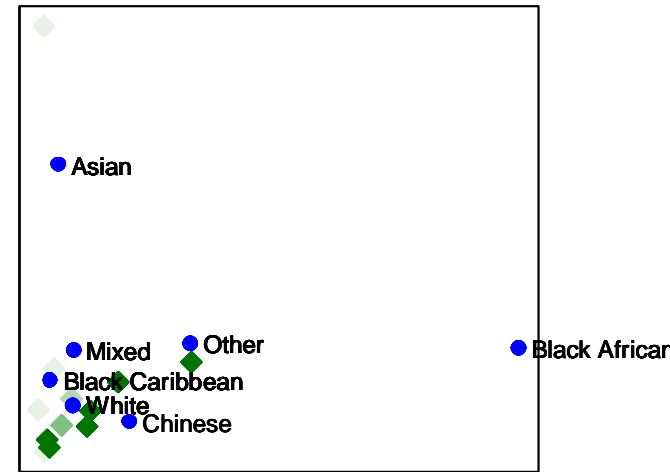 Asian
Other
Mixed
Black African
Black Caribbean
White
Chinese